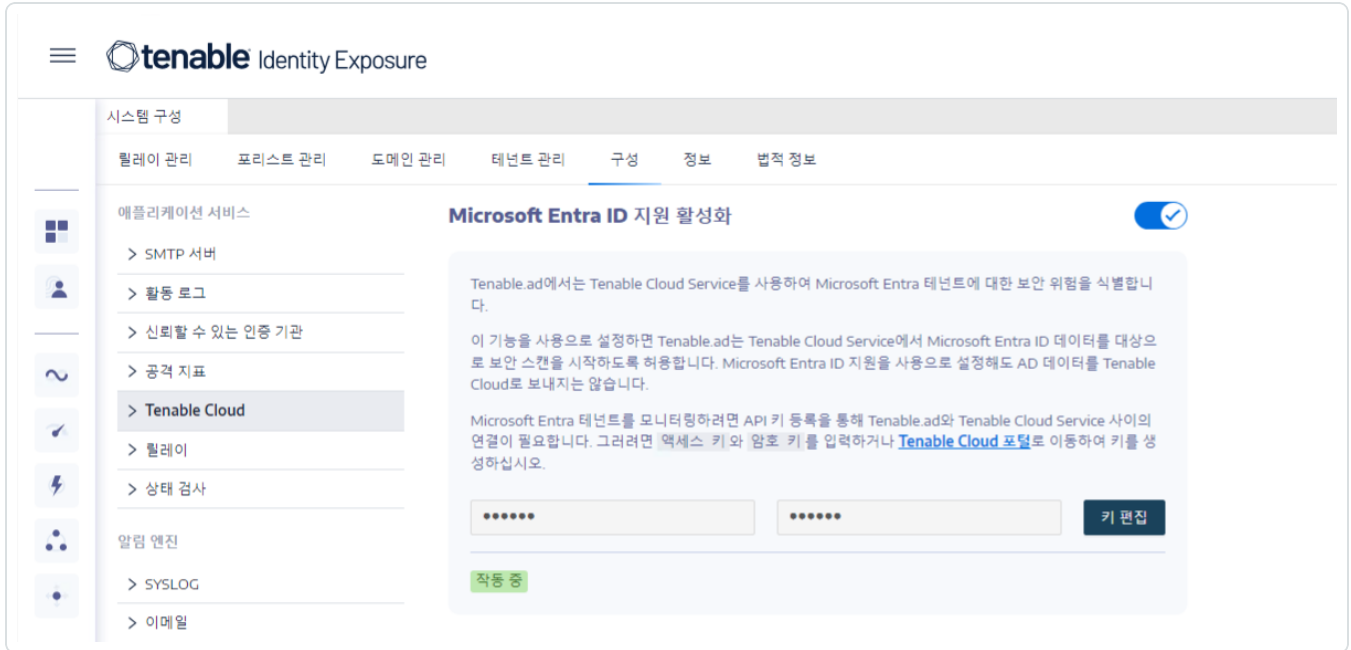 tenable Identity Exposure
시스템 구성
릴레이 관리 포리스트 관리 도메인 관리 테넌트 관리 구성 정보 법적 정보
애플리케이션 서비스
SMTP 서버
활동 로그
신뢰할 수 있는 인증 기관
공격 지표
Tenable Cloud
릴레이
상태 검사
알림 엔진
SYSLOG
이메일
Microsoft Entra ID 지원 활성화
Tenable.ad에서는 Tenable Cloud Service를 사용하여 Microsoft Entra 테넌트에 대한 보안 위험을 식별합니
다.
이 기능을 사용으로 설정하면 Tenable.ad는 Tenable Cloud Service에서 Microsoft Entra ID 데이터를 대상으
로 보안 스캔을 시작하도록 허용합니다. Microsoft Entra ID 지원을 사용으로 설정해도 AD 데이터를 Tenable
Cloud로 보내지는 않습니다.
Microsoft Entra 테넌트를 모니터링하려면 API 키 등록을 통해 Tenable.ad와 Tenable Cloud Service 사이의
연결이 필요합니다. 그러려면 액세스 키 와 암호 키 를 입력하거나 Tenable Cloud 포털로 이동하여 키를 생
성하십시오.
•••••• •••••• 키 편집
작동 중